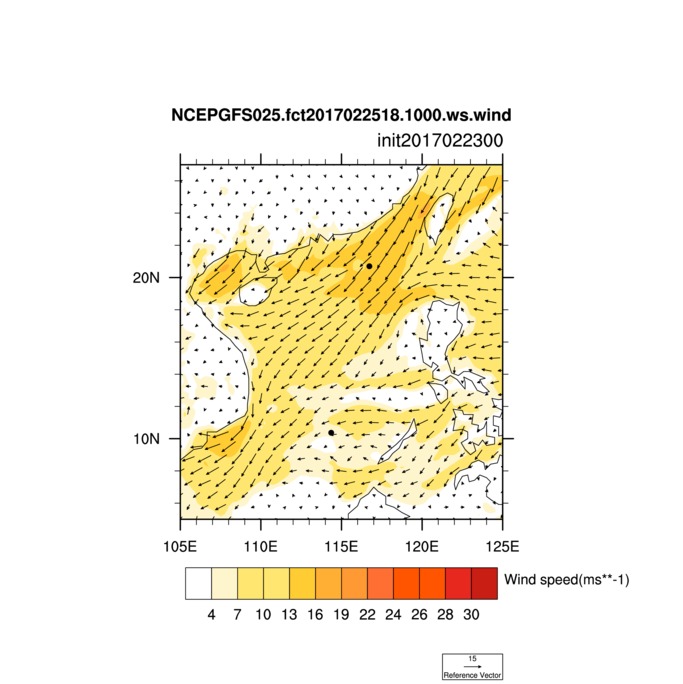 NCEPGFS025.fct2017022518.1000.ws.wind
init2017022300
20N
10N
105E 110E 115E 120E 125E
Wind speed(ms**-1)
4 7 10 13 16 19 22 24 26 28 30
15
Reference Vector